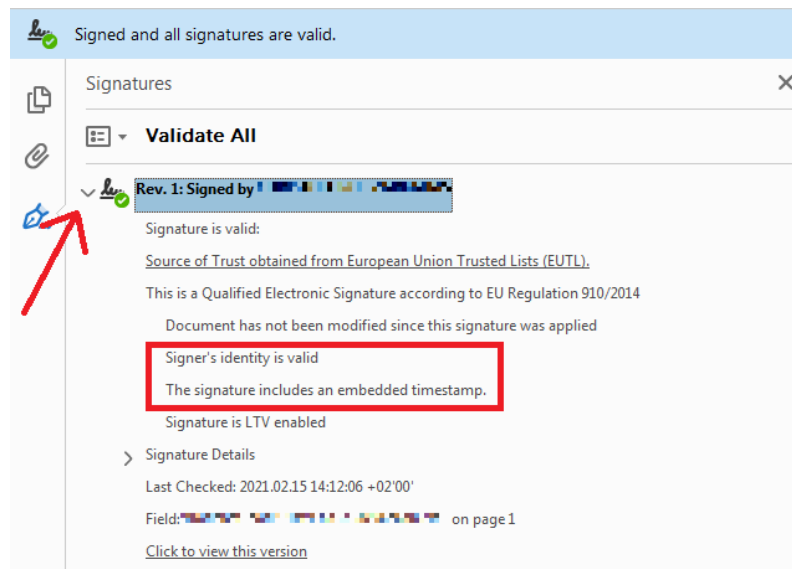 Signed and all signatures are valid.
Signatures
Validate All
Rev. 1: Signed by
Signature is valid:
Source of Trust obtained from European Union Trusted Lists (EUTL).
This is a Qualified Electronic Signature according to EU Regulation 910/2014
Document has not been modified since this signature was applied
Signer's identity is valid
The signature includes an embedded timestamp.
Signature is LTV enabled
Signature Details
Last Checked: 2021.02.15 14:12:06 +02'00'
Field: on page 1
Click to view this version